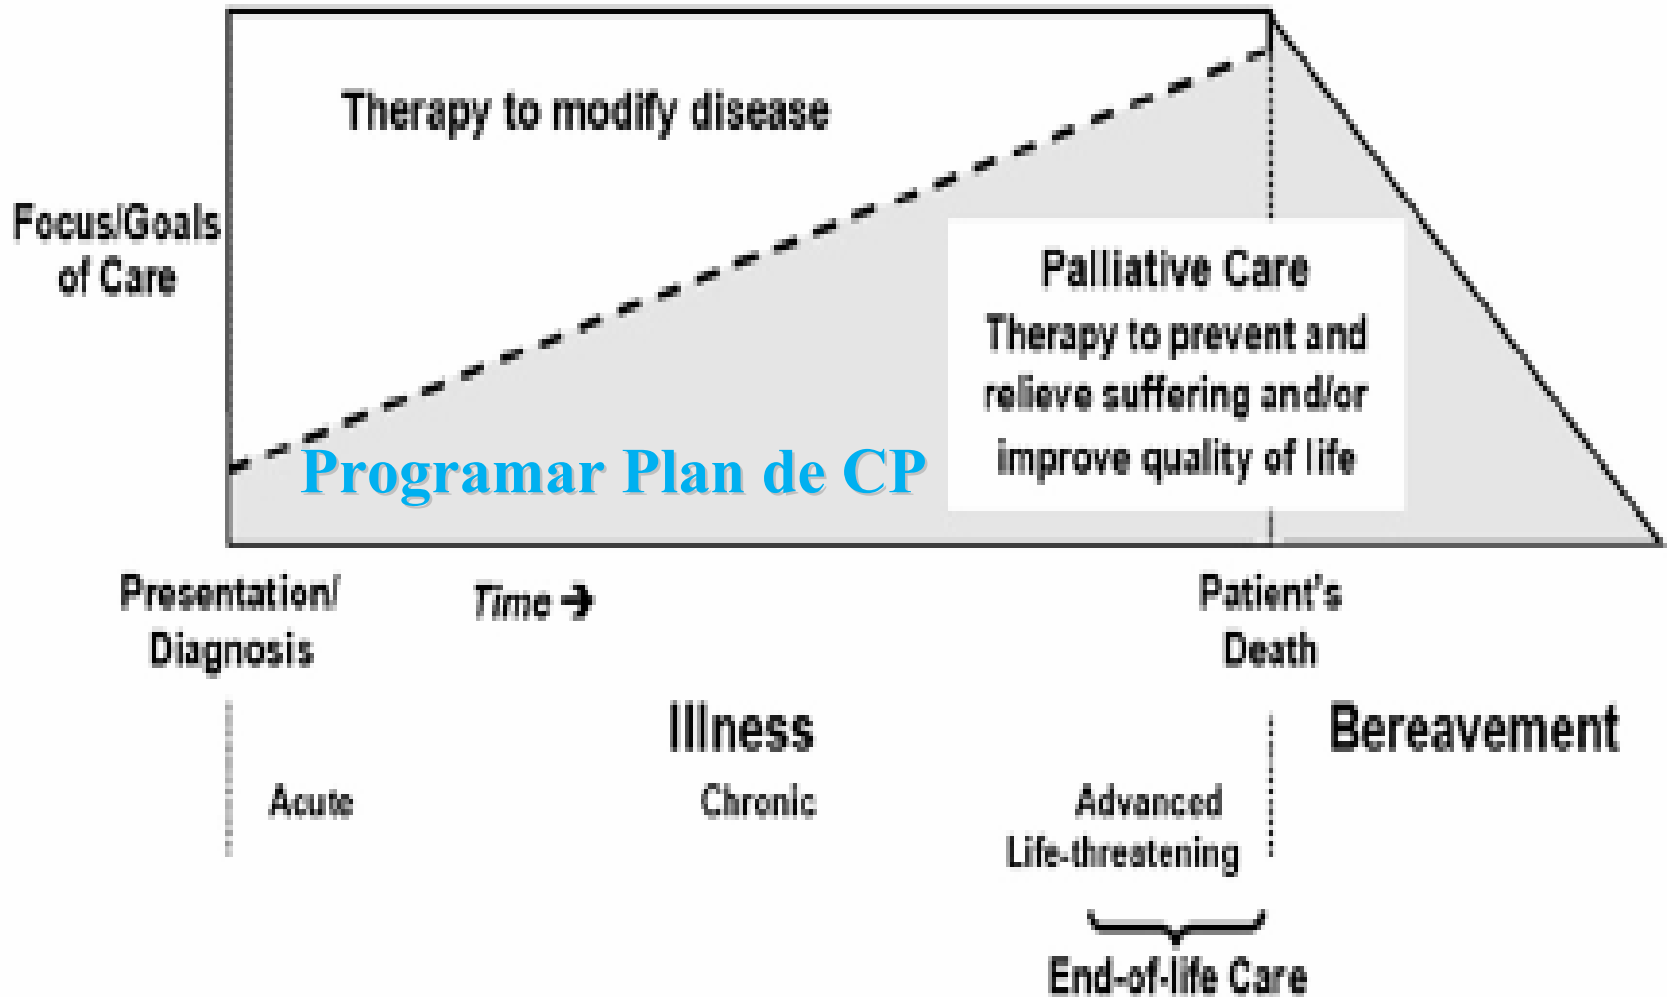 Therapy to modify disease
Focus/Goals
of Care
Palliative Care
Therapy to prevent and
relieve suffering and/or
improve quality of life
Programar Plan de CP
Presentation/
Diagnosis
Time →
Patient's
Death
Illness
Bereavement
Acute
Chronic
Advanced
Life-threatening
End-of-life Care